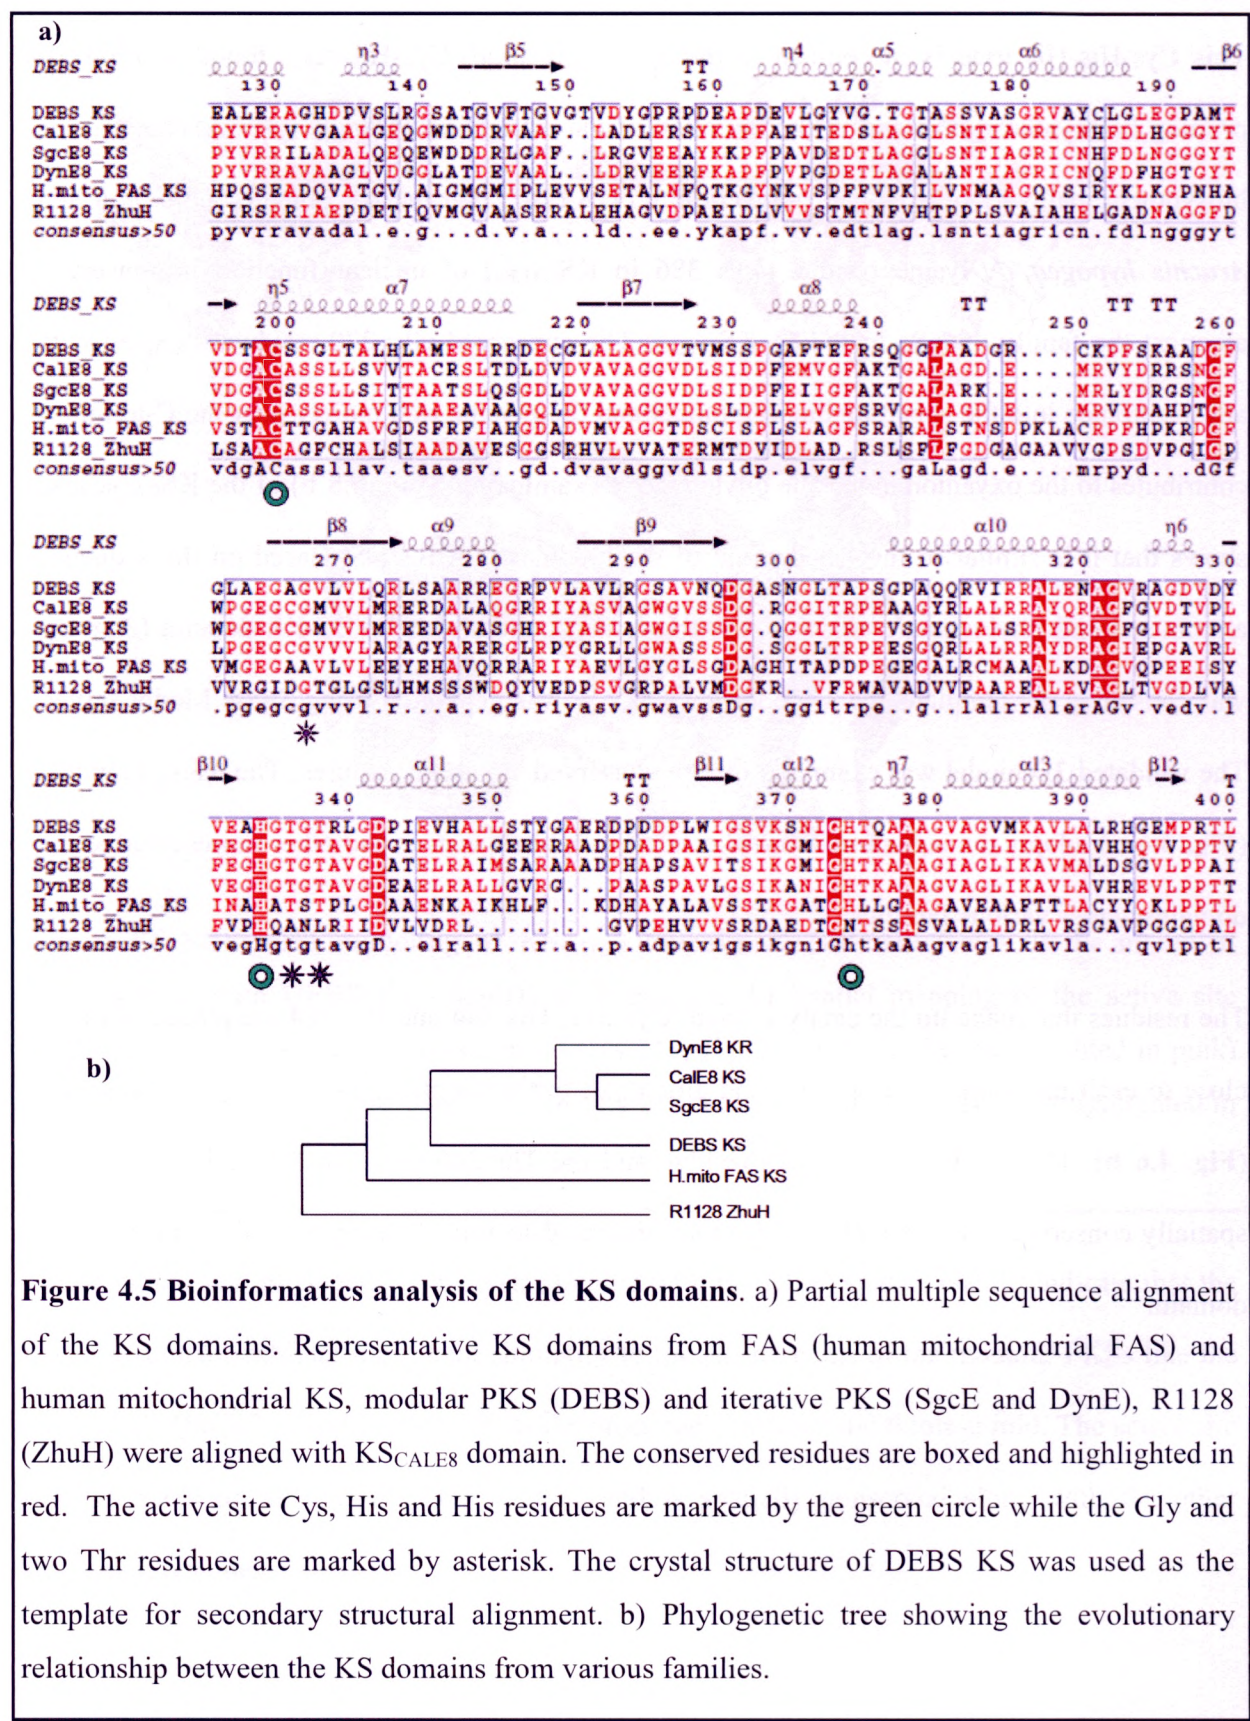 a)
η3 β5 η4 α5 α6 β6
DEBS_KS TT
130 140 150 160 170 180 190
DEBS_KS EALERAGHDPVSLRGSATGVFTGVGTVDYGPRPDEAPDEVLGYVG.TGTASSVASGRVAYCLGLEGPAMT
CalE8_KS PYVRRVVGAALGEQGWDDDRVAAF..LADLERSYKAPFAEITEDSLAGGLSNTIAGRICNHFDLHGGGYT
SgcE8_KS PYVRRILADALQEQEWDDDRLGAF..LRGVEEAYKKPFPAVDEDTLAGGLSNTIAGRICNHFDLNGGGYT
DynE8_KS PYVRRAVAAAGLVDGGLATDEVAAL..LDRVEERFKAPFPVPGDETLAGALANTIAGRICNQFDFHGTGYT
H.mito_FAS_KS HPQSEADQVATGV.AIGMGMIPLEVVSETALNFQTKGYNKVSPFFVPKILVNMAAGQVSIRYKLKGPNHA
R1128_ZhuH GIRSRRIAEPDETIQVMGVAASRRALEHAGVDPAEIDLVVVSTMTNFVHTPPLSVAIAHELGADNAGGFD
consensus>50 pyvrravadal.e.g...d.v.a...ld..ee.ykapf.vv.edtlag.lsntiagricn.fdlngggyt
η5 α7 β7 α8
DEBS_KS TT TT TT
200 210 220 230 240 250 260
DEBS_KS VDTACSSSGLTALHLAMESLRRDECGLALAGGVTVMSSPGAFTEFRSQGGLAADGR....CKPFSKAADGF
CalE8_KS VDGACASSLLSVVTACRSLTDLDVDVAVAGGVDLSIDPFEMVGFAKTGALAGD.E....MRVYDRRSNGF
SgcE8_KS VDGACSSSLLSITTAATSLQSGDLDVAVAGGVDLSIDPFEIIGFAKTGALARK.E....MRLYDRGSNGF
DynE8_KS VDGACASSLLAVITAAEAVAAGQLDVALAGGVDLSLDPLELVGFSRVGALAGD.E....MRVYDAHPTGF
H.mito_FAS_KS VSTACTTGAHAVGDSFRFIAHGDADVMVAGGTDSCISPLSLAGFSRARALSTNSDPKLACRPFHPKRDGF
R1128_ZhuH LSAACAGFCHALSIAADAVESGGSRHVLVVATERMTDVIDLAD.RSLSFLFGDGAGAAVVGPSDVPGIGP
consensus>50 vdgACassllav.taaesv..gd.dvavaggvdlsidp.elvgf...gaLagd.e....mrpyd...dGf
β8 α9 β9 α10 η6
DEBS_KS
270 280 290 300 310 320 330
DEBS_KS GLAEGAGVLVLQRLSAARREGRPVLAVLRGSAVNQDGASNGLTAPSGPAQQRVIRRALENAGVRAGDVDY
CalE8_KS WPGEGCGMVVLMRERDALAQGRRIYASVAGWGVSSDG.RGGITRPEAAGYRLALRRAYQRAGFGVDTVPL
SgcE8_KS WPGEGCGMVVLMREEDAVASGHRIYASIAGWGISSDG.QGGITRPEVSGYQLALSRAYDRAGFGIETVPL
DynE8_KS LPGEGCGVVVLARAGYARERGLRPYGRLLGWASSSDG.SGGLTRPEESGQRLALRRAYDRAGIEPGAVRL
H.mito_FAS_KS VMGEGAAVLVLEEYEHAVQRRARIYAEVLGYGLSGDAGHITAPDPEGEGALRCMAAALKDAGVQPEEISY
R1128_ZhuH VVRGIDGTGLGSLHMSSSWDQYVEDPSVGRPALVMDGKR..VFRWAVADVVPAAREALEVAGLTVGDLVA
consensus>50 .pgegcgvvvl.r...a..eg.riyasv.gwavssDg..ggitrpe..g..lalrrAlerAGv.vedv.l
β10 α11 β11 α12 η7 α13 β12
DEBS_KS TT T
340 350 360 370 380 390 400
DEBS_KS VEAHGTGTRLGDPIEVHALLSTYGAERDPDDPLWIGSVKSNIGHTQAAAGVAGVMKAVLALRHGEMPRTL
CalE8_KS FEGHGTGTAVGDGTELRALGEERRAADPDADPAAIGSIKGMIGHTKAAAGIAGLIKAVLAVHHQVVPPTV
SgcE8_KS FEGHGTGTAVGDATELRAIMSARAAADPHAPSAVITSIKGMIGHTKAAAGIAGLIKAVMALDSGVLPPAI
DynE8_KS VEGHGTGTAVGDEAELRALLGVRG...PAASPAVLGSIKANIGHTKAAAGVAGLIKAVLAVHREVLPPTT
H.mito_FAS_KS INAHATSTPLGDAAENKAIKHLF...KDHAYALAVSSTKGATGHLLGAAGAVEAAFTTLACYYQKLPPTL
R1128_ZhuH FVPHQANLRIIDVLVDRL.......GVPEHVVVSRDAEDTGNTSSASVALALDRLVRSGAVPGGGPAL
consensus>50 vegHgtgtavgD..elrall..r.a..p.adpavigsikgniGhtkaAagvaglikavla...qvlpptl
b)
DynE8 KR
CalE8 KS
SgcE8 KS
DEBS KS
H.mito FAS KS
R1128 ZhuH
Figure 4.5 Bioinformatics analysis of the KS domains. a) Partial multiple sequence alignment
of the KS domains. Representative KS domains from FAS (human mitochondrial FAS) and
human mitochondrial KS, modular PKS (DEBS) and iterative PKS (SgcE and DynE), R1128
(ZhuH) were aligned with KSCALE8 domain. The conserved residues are boxed and highlighted in
red. The active site Cys, His and His residues are marked by the green circle while the Gly and
two Thr residues are marked by asterisk. The crystal structure of DEBS KS was used as the
template for secondary structural alignment. b) Phylogenetic tree showing the evolutionary
relationship between the KS domains from various families.